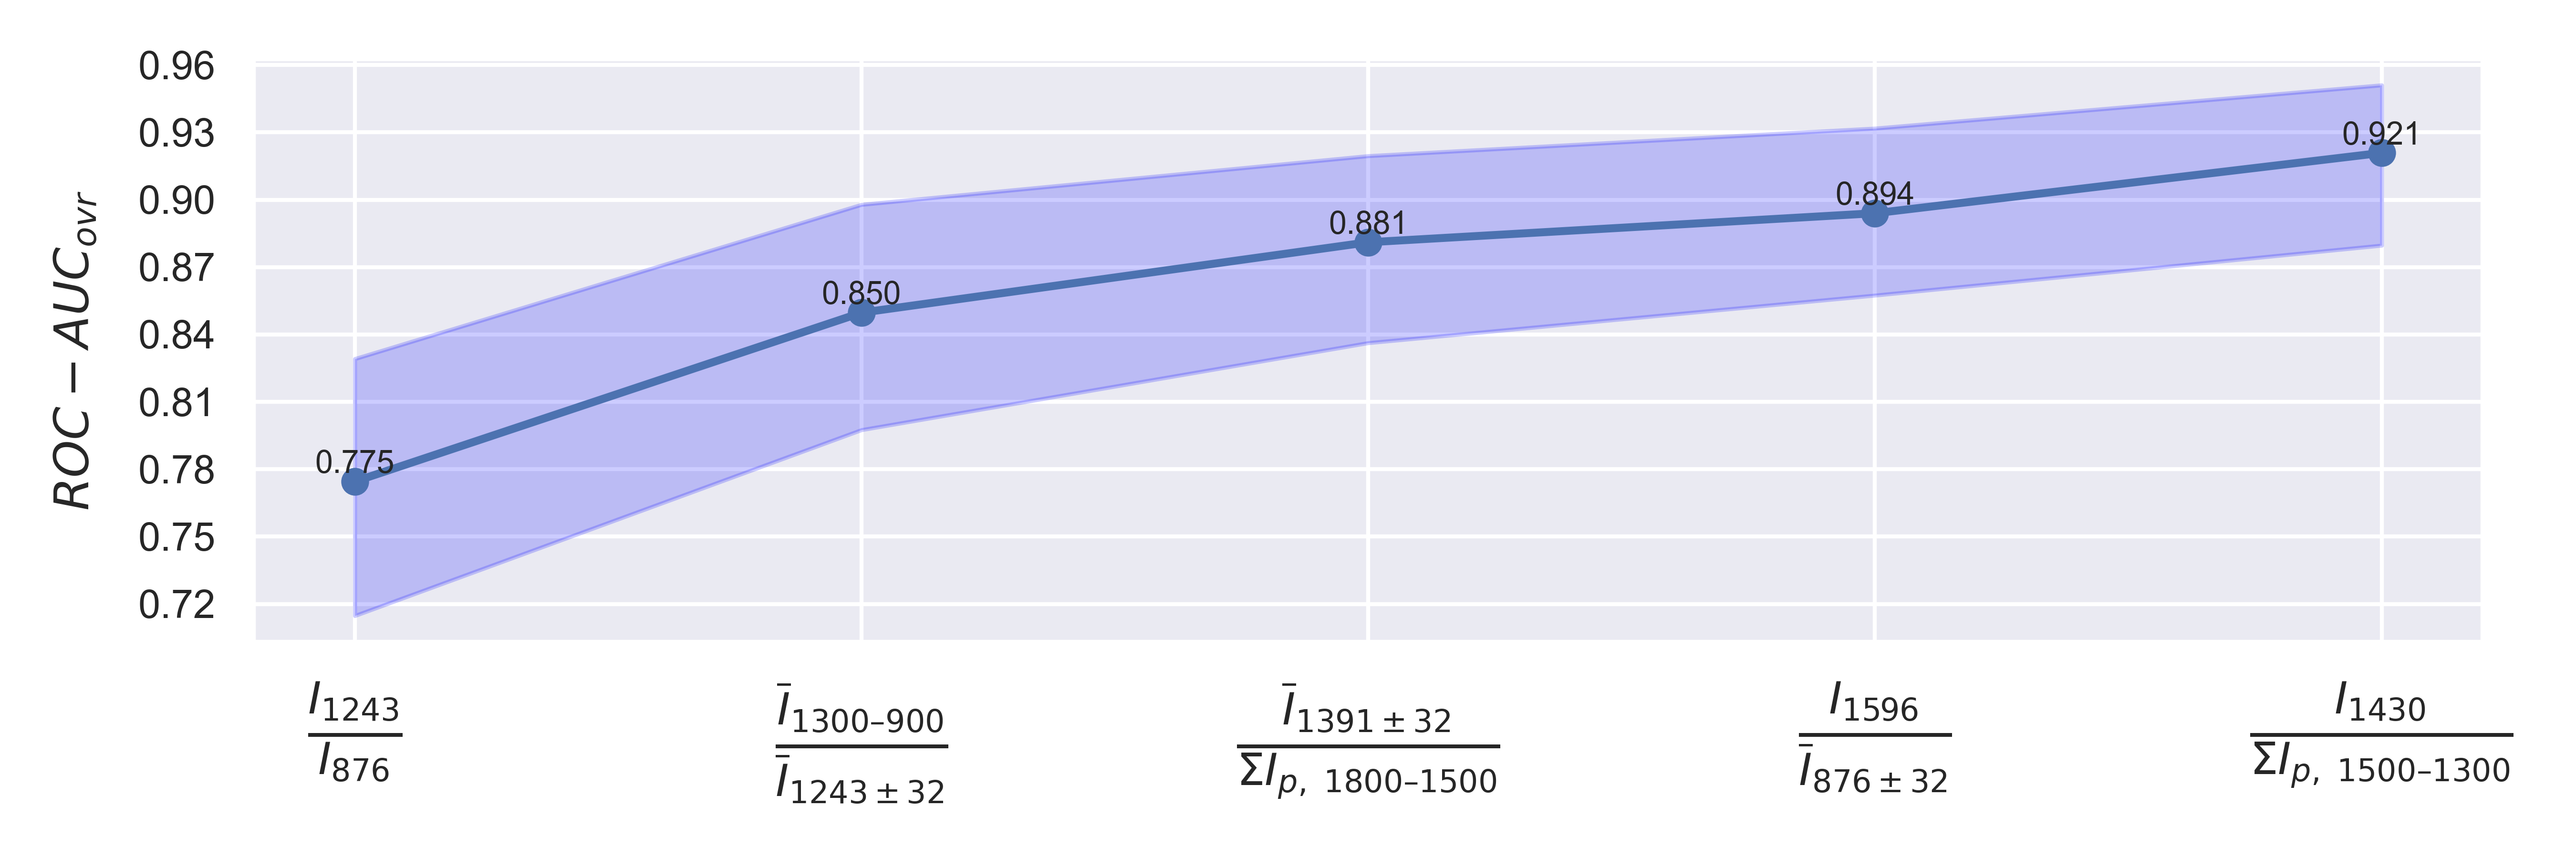 ROC − AUC_ovr
0.96
0.93
0.90
0.87
0.84
0.81
0.78
0.75
0.72
0.775
0.850
0.881
0.894
0.921
I_1243
I_876
Ī_1300–900
Ī_1243 ± 32
Ī_1391 ± 32
ΣI_p, 1800–1500
I_1596
Ī_876 ± 32
I_1430
ΣI_p, 1500–1300